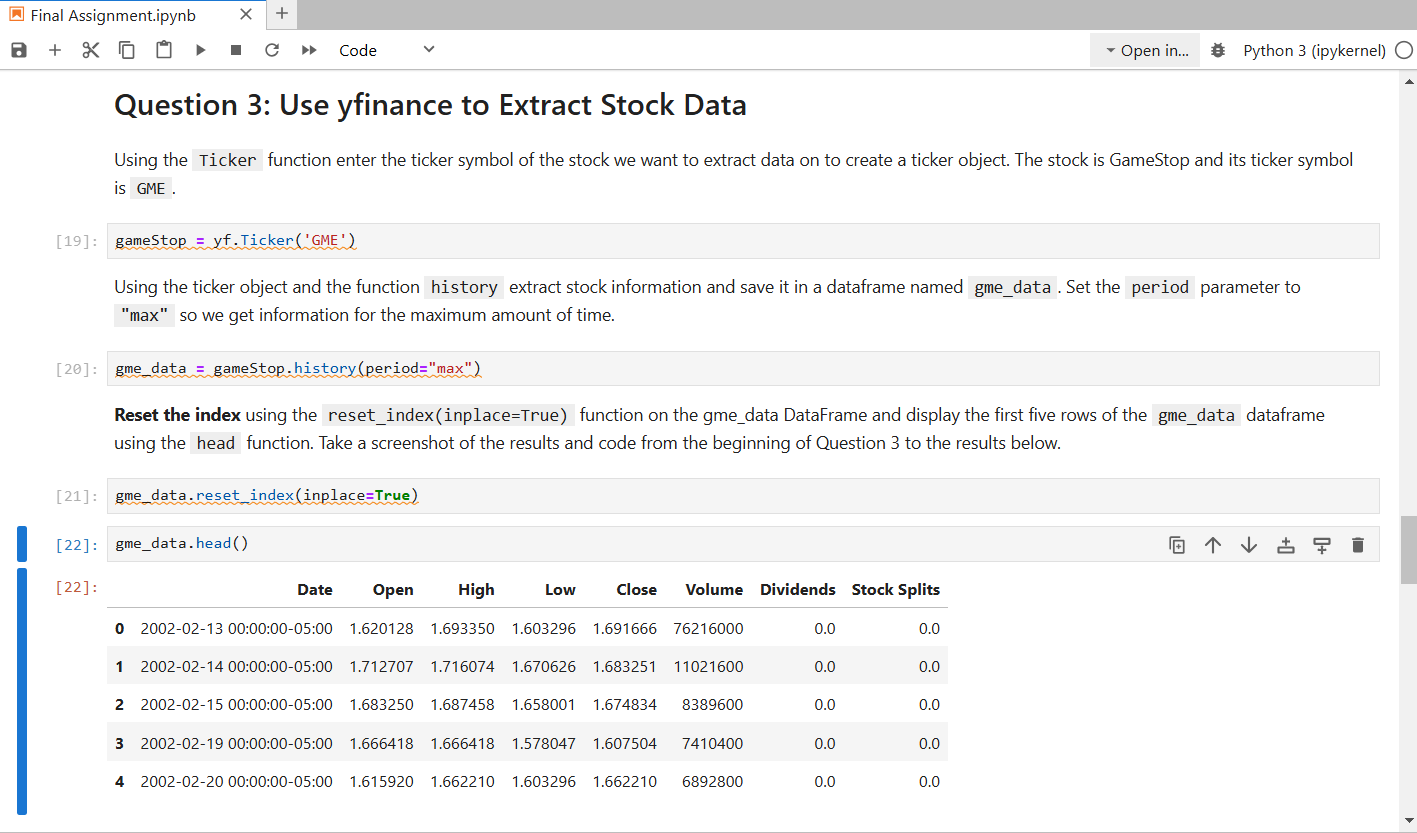 Final Assignment.ipynb
Code
Open in...
Python 3 (ipykernel)
Question 3: Use yfinance to Extract Stock Data
Using the Ticker function enter the ticker symbol of the stock we want to extract data on to create a ticker object. The stock is GameStop and its ticker symbol
is GME .
[19]: gameStop = yf.Ticker('GME')
Using the ticker object and the function history extract stock information and save it in a dataframe named gme_data . Set the period parameter to
"max" so we get information for the maximum amount of time.
[20]: gme_data = gameStop.history(period="max")
Reset the index using the reset_index(inplace=True) function on the gme_data DataFrame and display the first five rows of the gme_data dataframe
using the head function. Take a screenshot of the results and code from the beginning of Question 3 to the results below.
[21]: gme_data.reset_index(inplace=True)
[22]: gme_data.head()
[22]: Date Open High Low Close Volume Dividends Stock Splits
0 2002-02-13 00:00:00-05:00 1.620128 1.693350 1.603296 1.691666 76216000 0.0 0.0
1 2002-02-14 00:00:00-05:00 1.712707 1.716074 1.670626 1.683251 11021600 0.0 0.0
2 2002-02-15 00:00:00-05:00 1.683250 1.687458 1.658001 1.674834 8389600 0.0 0.0
3 2002-02-19 00:00:00-05:00 1.666418 1.666418 1.578047 1.607504 7410400 0.0 0.0
4 2002-02-20 00:00:00-05:00 1.615920 1.662210 1.603296 1.662210 6892800 0.0 0.0